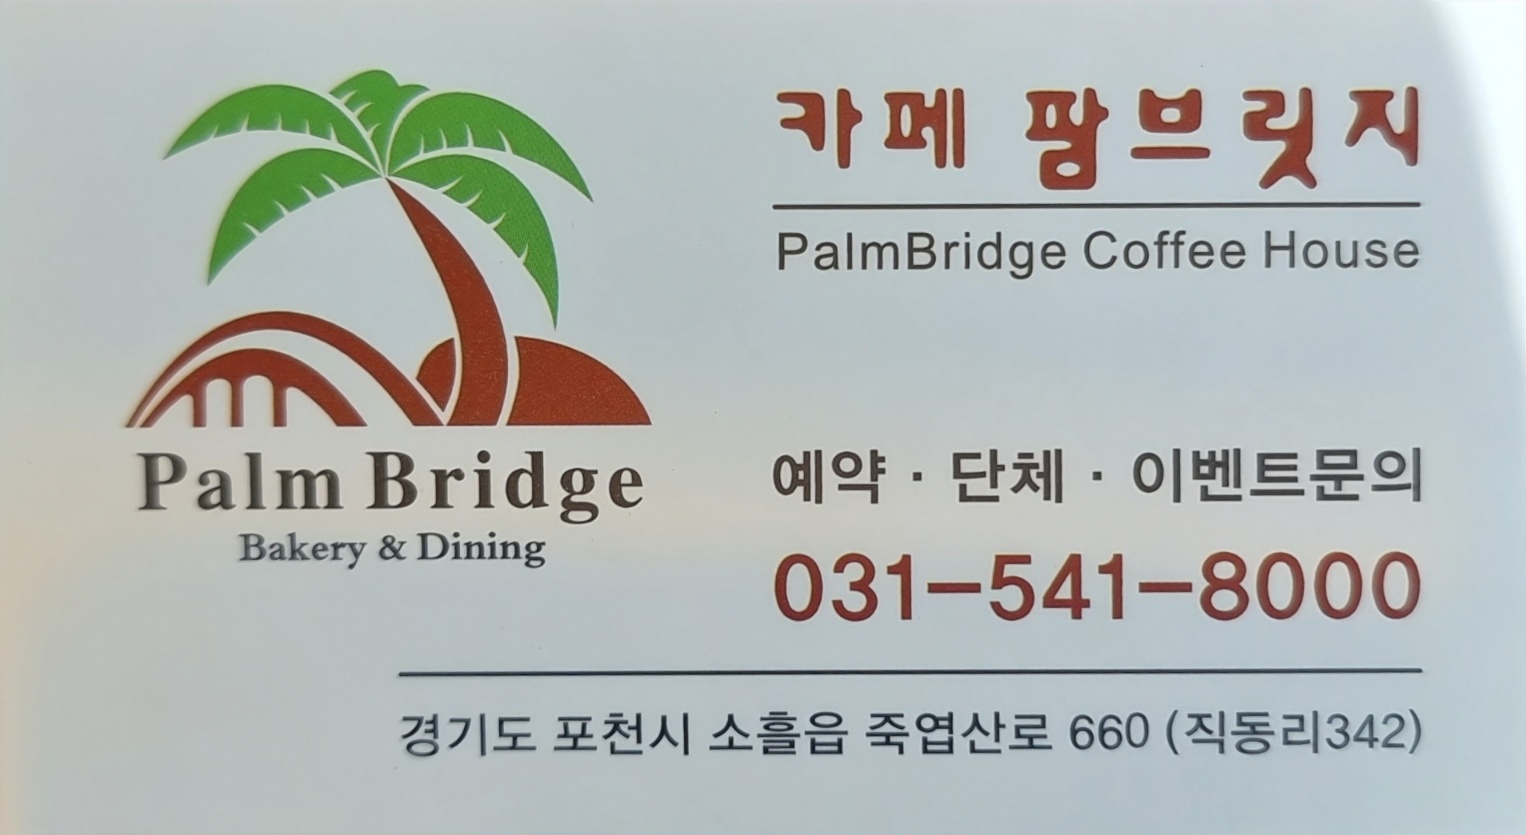 카페 팜브릿지
PalmBridge Coffee House
Palm Bridge
Bakery & Dining
예약 · 단체 · 이벤트문의
031-541-8000
경기도 포천시 소흘읍 죽엽산로 660 (직동리342)